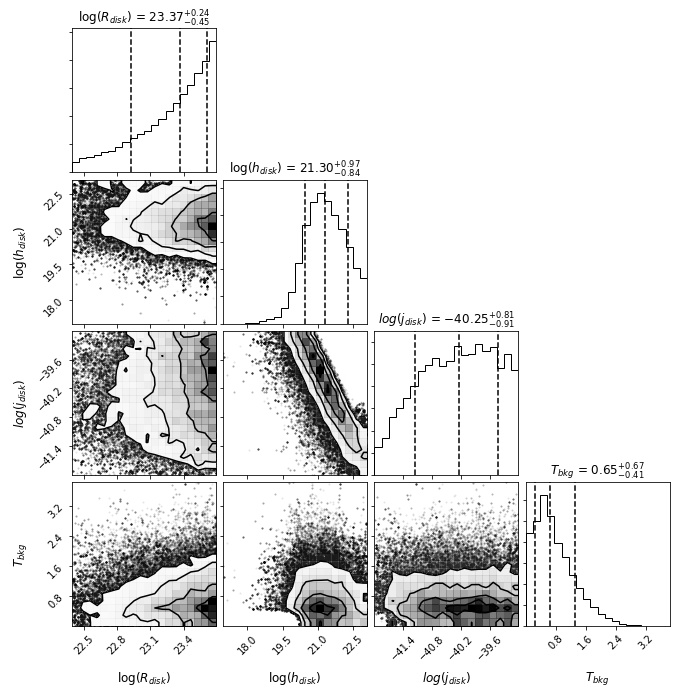 log(R_disk) = 23.37^{+0.24}_{−0.45}
log(h_disk) = 21.30^{+0.97}_{−0.84}
22.5
21.0
19.5
18.0
log(h_disk)
log(j_disk) = −40.25^{+0.81}_{−0.91}
−39.6
−40.2
−40.8
−41.4
log(j_disk)
T_bkg = 0.65^{+0.67}_{−0.41}
3.2
2.4
1.6
0.8
T_bkg
22.5 22.8 23.1 23.4
18.0 19.5 21.0 22.5
−41.4 −40.8 −40.2 −39.6
0.8 1.6 2.4 3.2
log(R_disk) log(h_disk) log(j_disk) T_bkg